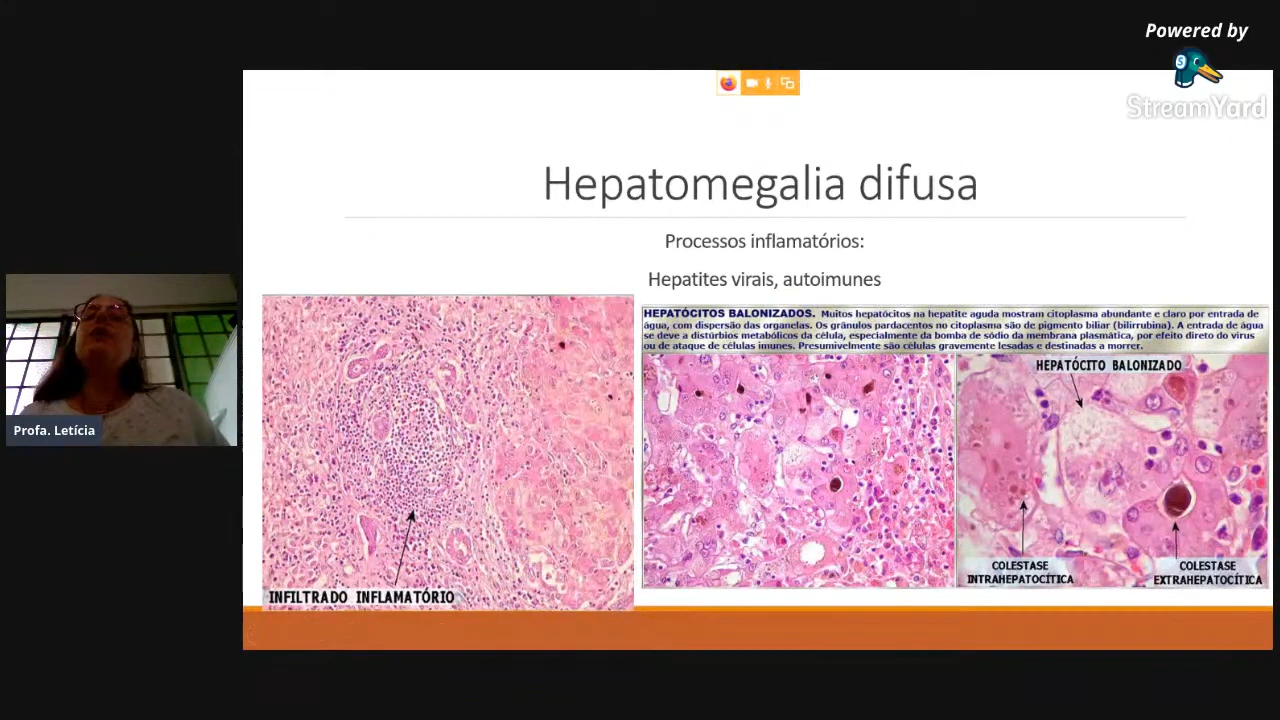 Powered by
StreamYard
Hepatomegalia difusa
Processos inflamatórios:
Hepatites virais, autoimunes
HEPATÓCITOS BALONIZADOS. Muitos hepatócitos na hepatite aguda mostram citoplasma abundante e claro por entrada de
água, com dispersão das organelas. Os grânulos pardacentos no citoplasma são de pigmento biliar (bilirrubina). A entrada de água
se deve a distúrbios metabólicos da célula, especialmente da bomba de sódio da membrana plasmática, por efeito direto do vírus
ou de ataque de células imunes. Presumivelmente são células gravemente lesadas e destinadas a morrer.
HEPATÓCITO BALONIZADO
COLESTASE
INTRAHEPATOCÍTICA
COLESTASE
EXTRAHEPATOCÍTICA
INFILTRADO INFLAMATÓRIO
Profa. Letícia